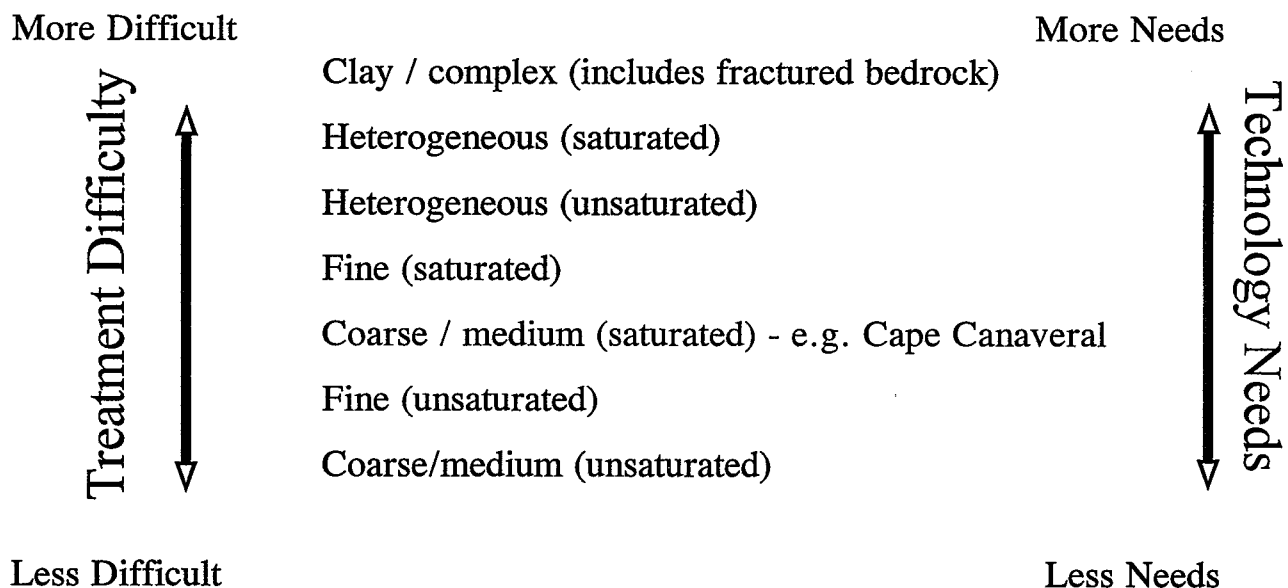 More Difficult
More Needs
Treatment Difficulty
Clay / complex (includes fractured bedrock)
Heterogeneous (saturated)
Heterogeneous (unsaturated)
Fine (saturated)
Coarse / medium (saturated) - e.g. Cape Canaveral
Fine (unsaturated)
Coarse/medium (unsaturated)
Technology Needs
Less Difficult
Less Needs